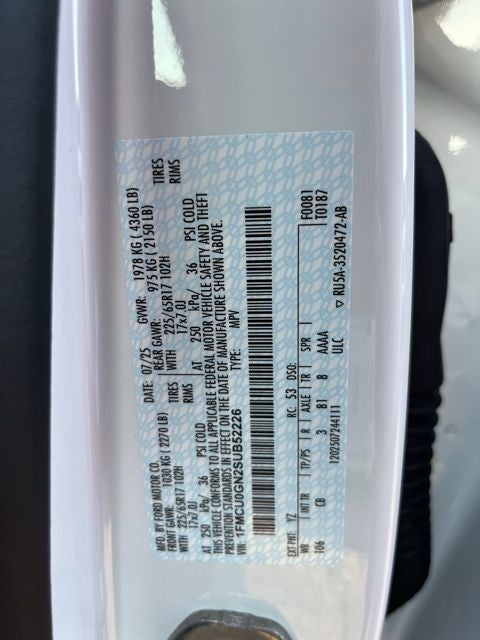 MFD. BY FORD MOTOR CO.
DATE: 07/25 GVWR: 1978 KG ( 4360 LB)
FRONT GAWR: 1030 KG ( 2270 LB) REAR GAWR: 975 KG ( 2150 LB)
WITH 225/65R17 102H TIRES WITH 225/65R17 102H TIRES
17x7.0J RIMS 17x7.0J RIMS
AT 250 kPa/ 36 PSI COLD AT 250 kPa/ 36 PSI COLD
THIS VEHICLE CONFORMS TO ALL APPLICABLE FEDERAL MOTOR VEHICLE SAFETY AND THEFT
PREVENTION STANDARDS IN EFFECT ON THE DATE OF MANUFACTURE SHOWN ABOVE.
VIN: 1FMCU0GN2SUB52226
TYPE: MPV
F0081
T0187
EXT PNT: YZ RC: 53 DSO:
WB INT TR TP/PS R AXLE TR SPR
106 CB 3 81 8 AAAA
1202507244111 ULC ▽ RU5A-3520472-AB